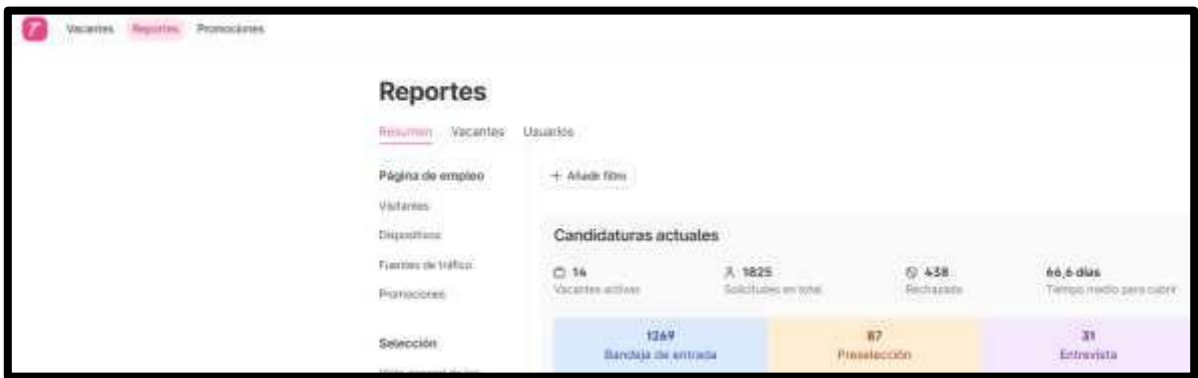 Vacantes Reportes Promociones
Reportes
Resumen Vacantes Usuarios
Página de empleo
+ Añadir filtro
Visitantes
Dispositivos
Candidaturas actuales
Fuentes de tráfico
14 1825 438 66,6 días
Vacantes activas Solicitudes en total Rechazada Tiempo medio para cubrir
Promociones
1269 87 31
Selección
Bandeja de entrada Preselección Entrevista